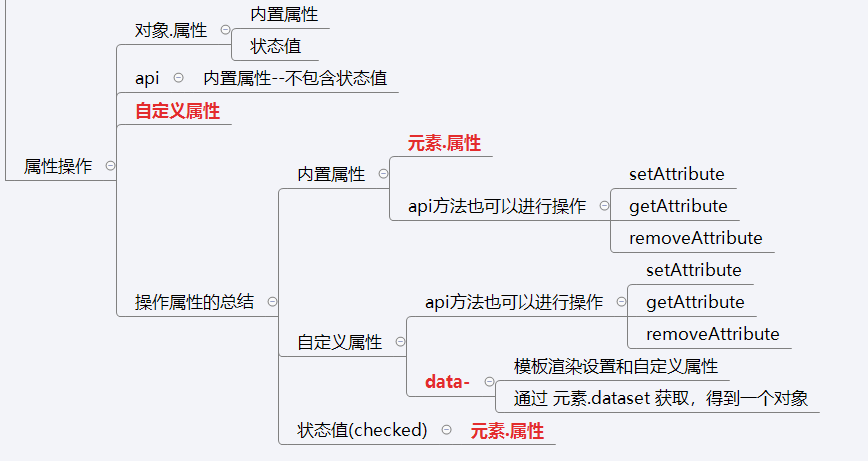 属性操作
对象.属性
内置属性
状态值
api
内置属性--不包含状态值
自定义属性
操作属性的总结
内置属性
元素.属性
api方法也可以进行操作
setAttribute
getAttribute
removeAttribute
自定义属性
api方法也可以进行操作
setAttribute
getAttribute
removeAttribute
data-
模板渲染设置和自定义属性
通过 元素.dataset 获取，得到一个对象
状态值(checked)
元素.属性